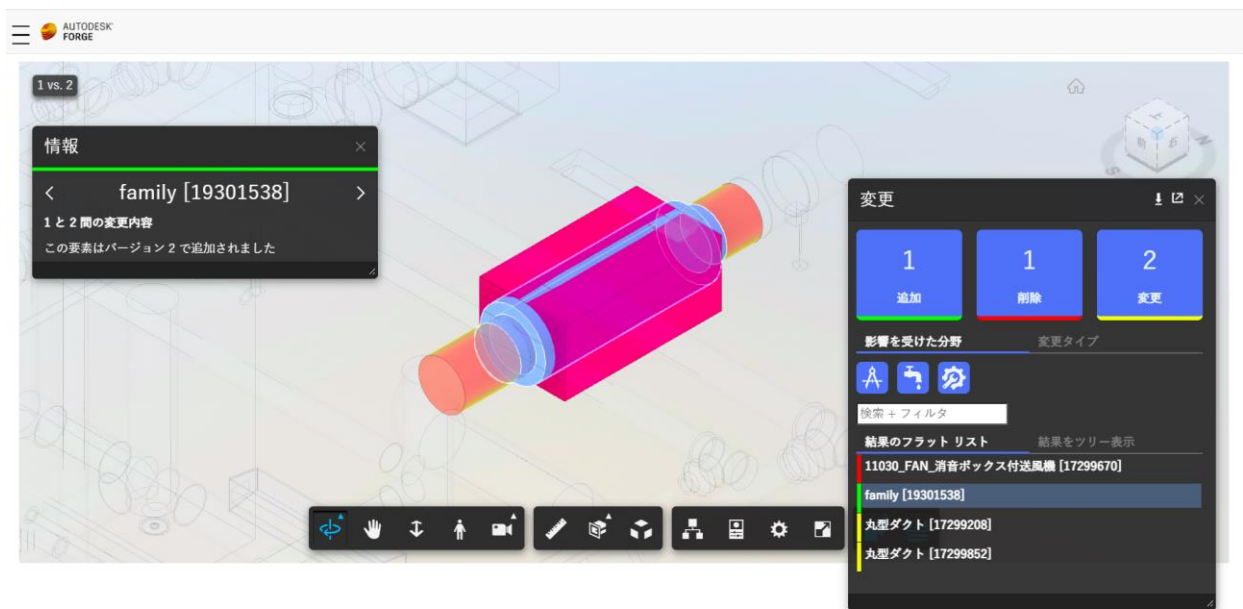 AUTODESK®
FORGE
1 vs. 2
情報
family [19301538]
1 と 2 間の変更内容
この要素はバージョン 2 で追加されました
変更
1
追加
1
削除
2
変更
影響を受けた分野
変更タイプ
検索 + フィルタ
結果のフラット リスト
結果をツリー表示
11030_FAN_消音ボックス付送風機 [17299670]
family [19301538]
丸型ダクト [17299208]
丸型ダクト [17299852]